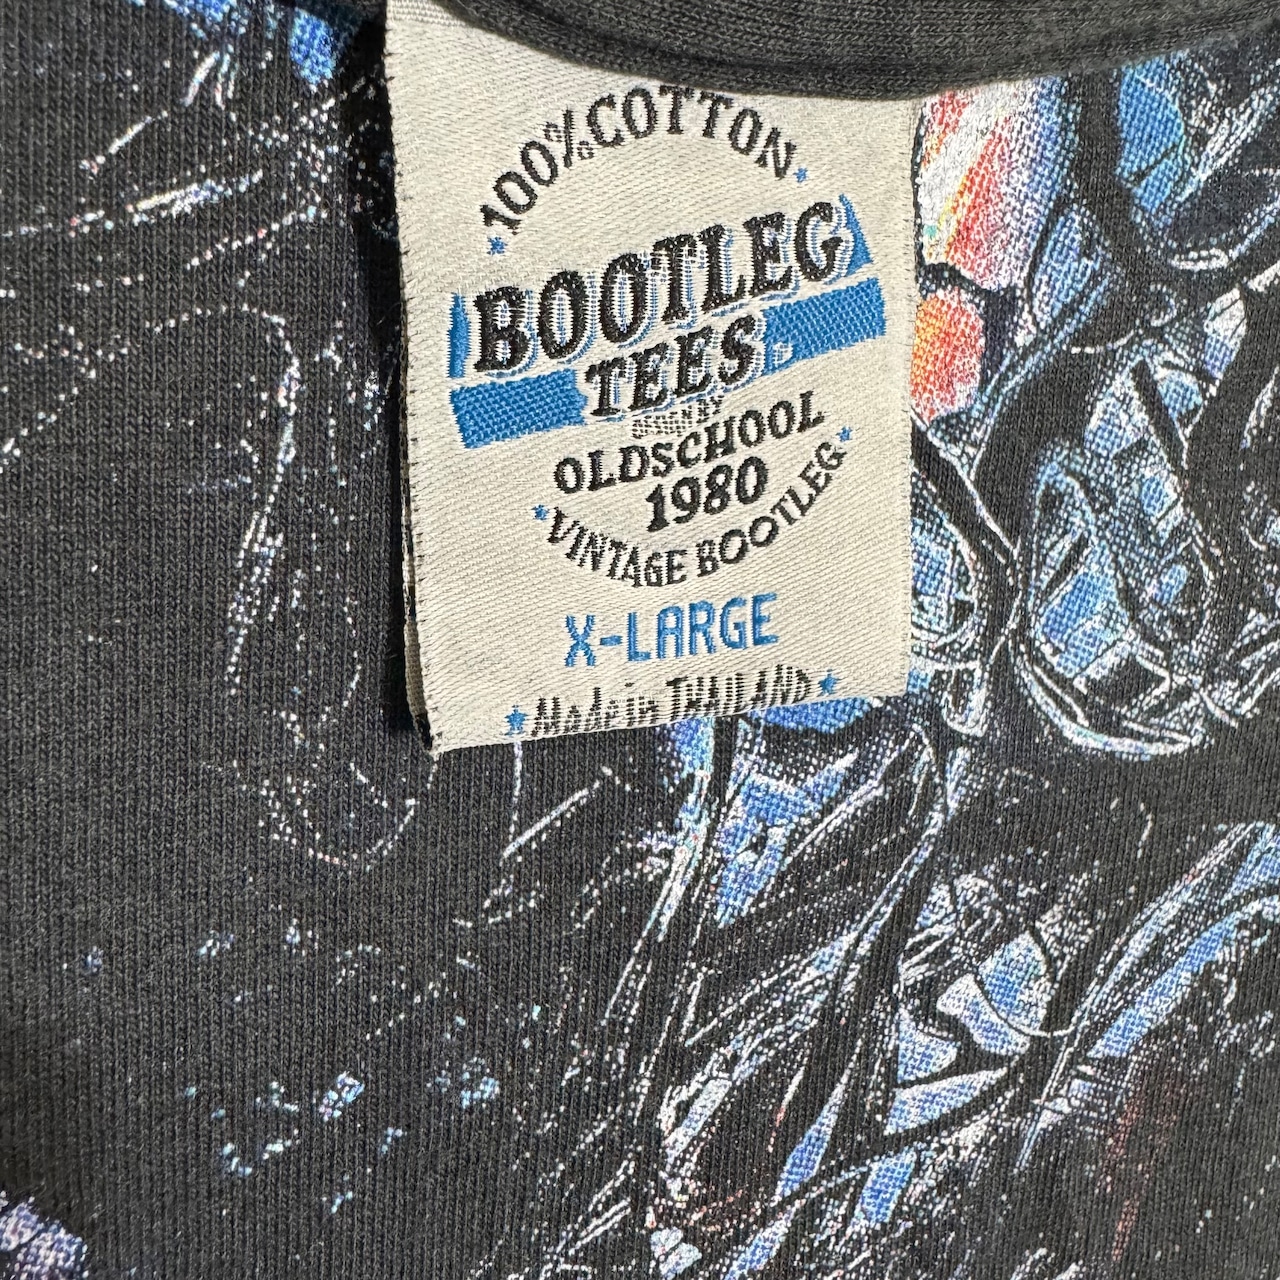 100% COTTON
BOOTLEG
TEES
OLDSCHOOL
1980
VINTAGE BOOTLEG
X-LARGE
Made in THAILAND